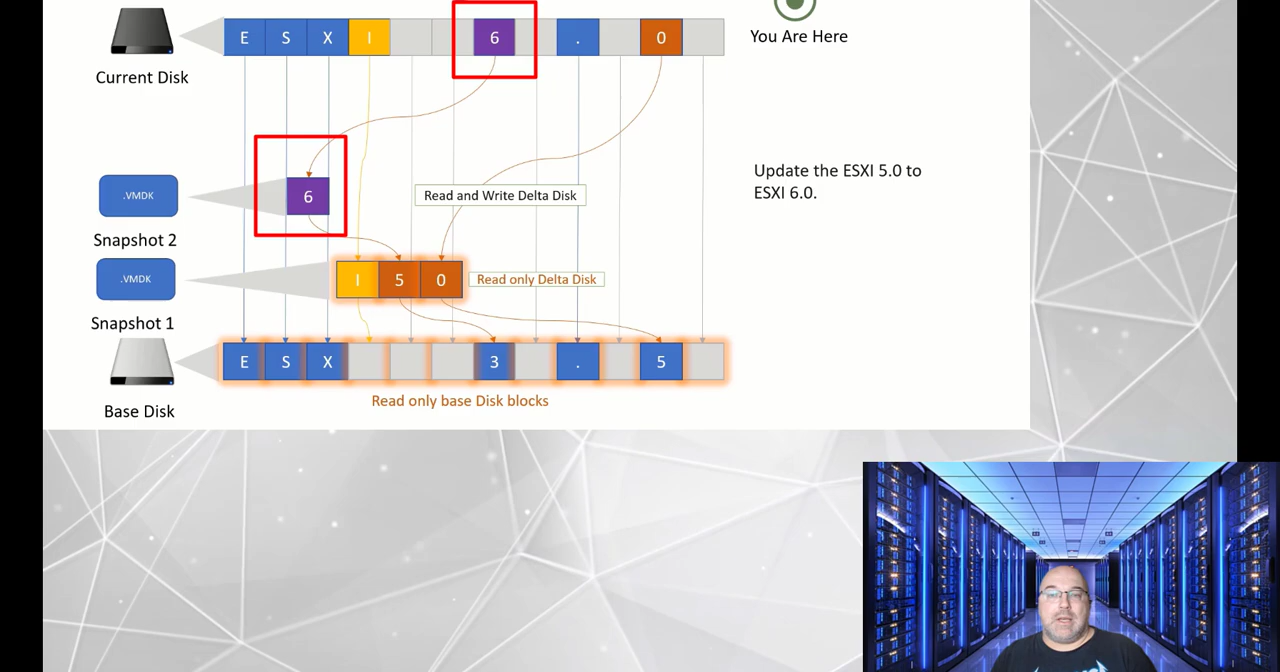 E S X I 6 . 0
You Are Here
Current Disk
Update the ESXI 5.0 to
ESXI 6.0.
.VMDK
6
Read and Write Delta Disk
Snapshot 2
.VMDK
I 5 0
Read only Delta Disk
Snapshot 1
E S X 3 . 5
Read only base Disk blocks
Base Disk